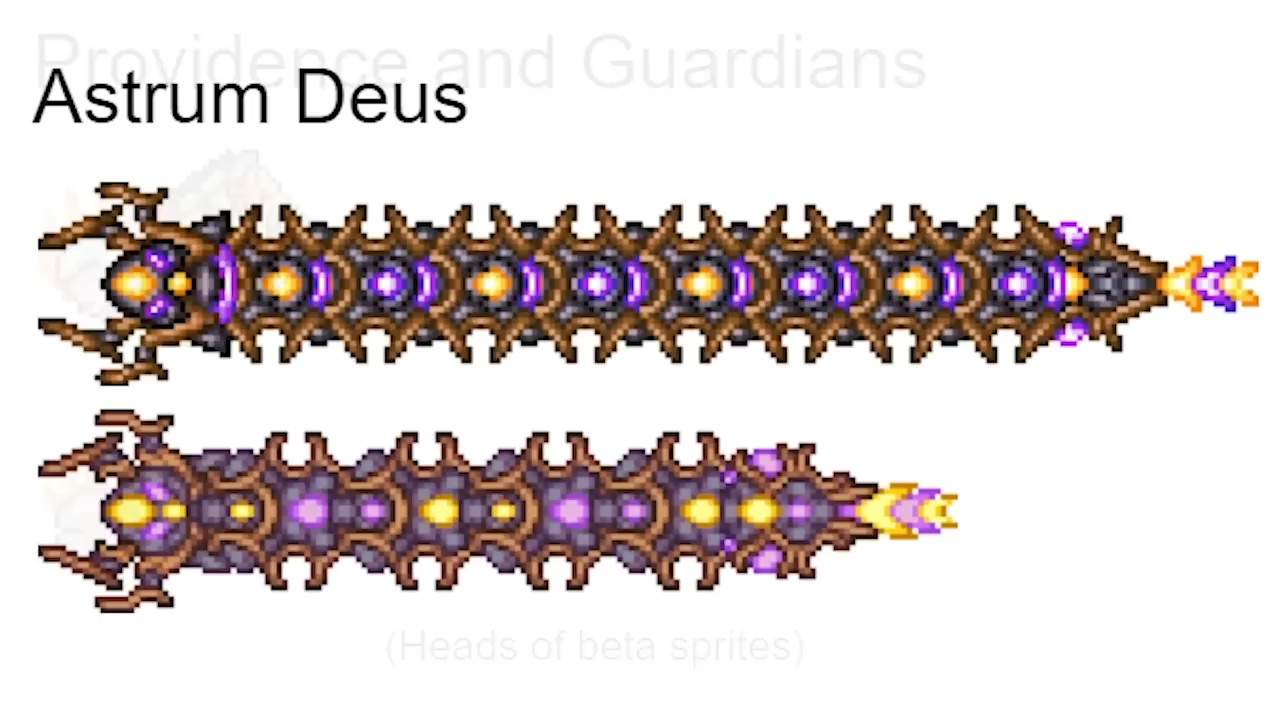 Providence and Guardians
Astrum Deus
(Heads of beta sprites)